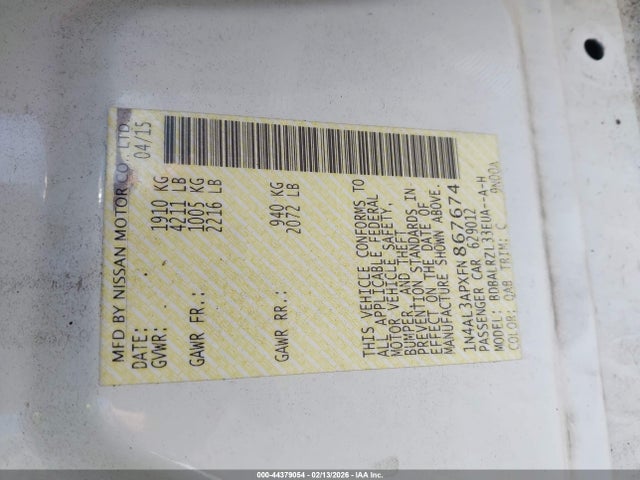 MFD BY NISSAN MOTOR CO., LTD.
DATE: 04/15
GVWR: 1910 KG
4211 LB
GAWR FR.: 1005 KG
2216 LB
GAWR RR.: 940 KG
2072 LB
THIS VEHICLE CONFORMS TO
ALL APPLICABLE FEDERAL
MOTOR VEHICLE SAFETY,
BUMPER, AND THEFT
PREVENTION STANDARDS IN
EFFECT ON THE DATE OF
MANUFACTURE SHOWN ABOVE.
1N4AL3APXFN867674
PASSENGER CAR 629012
MODEL: BDBALRZL33EUA--A-H
COLOR: QAB TRIM: C 9N00A
000-44379054 - 02/13/2026 - IAA Inc.